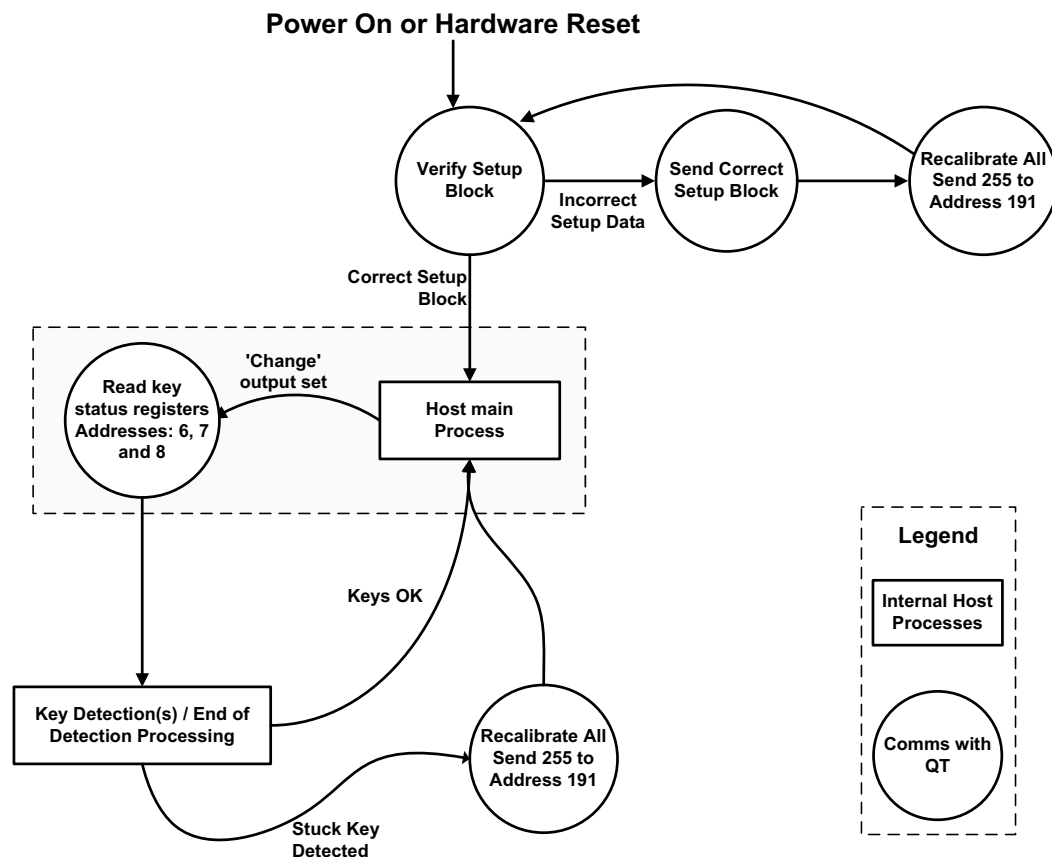 Power On or Hardware Reset
Verify Setup
Block
Incorrect
Setup Data
Send Correct
Setup Block
Recalibrate All
Send 255 to
Address 191
Correct Setup
Block
'Change'
output set
Read key
status registers
Addresses: 6, 7
and 8
Host main
Process
Keys OK
Key Detection(s) / End of
Detection Processing
Stuck Key
Detected
Recalibrate All
Send 255 to
Address 191
Legend
Internal Host
Processes
Comms with
QT